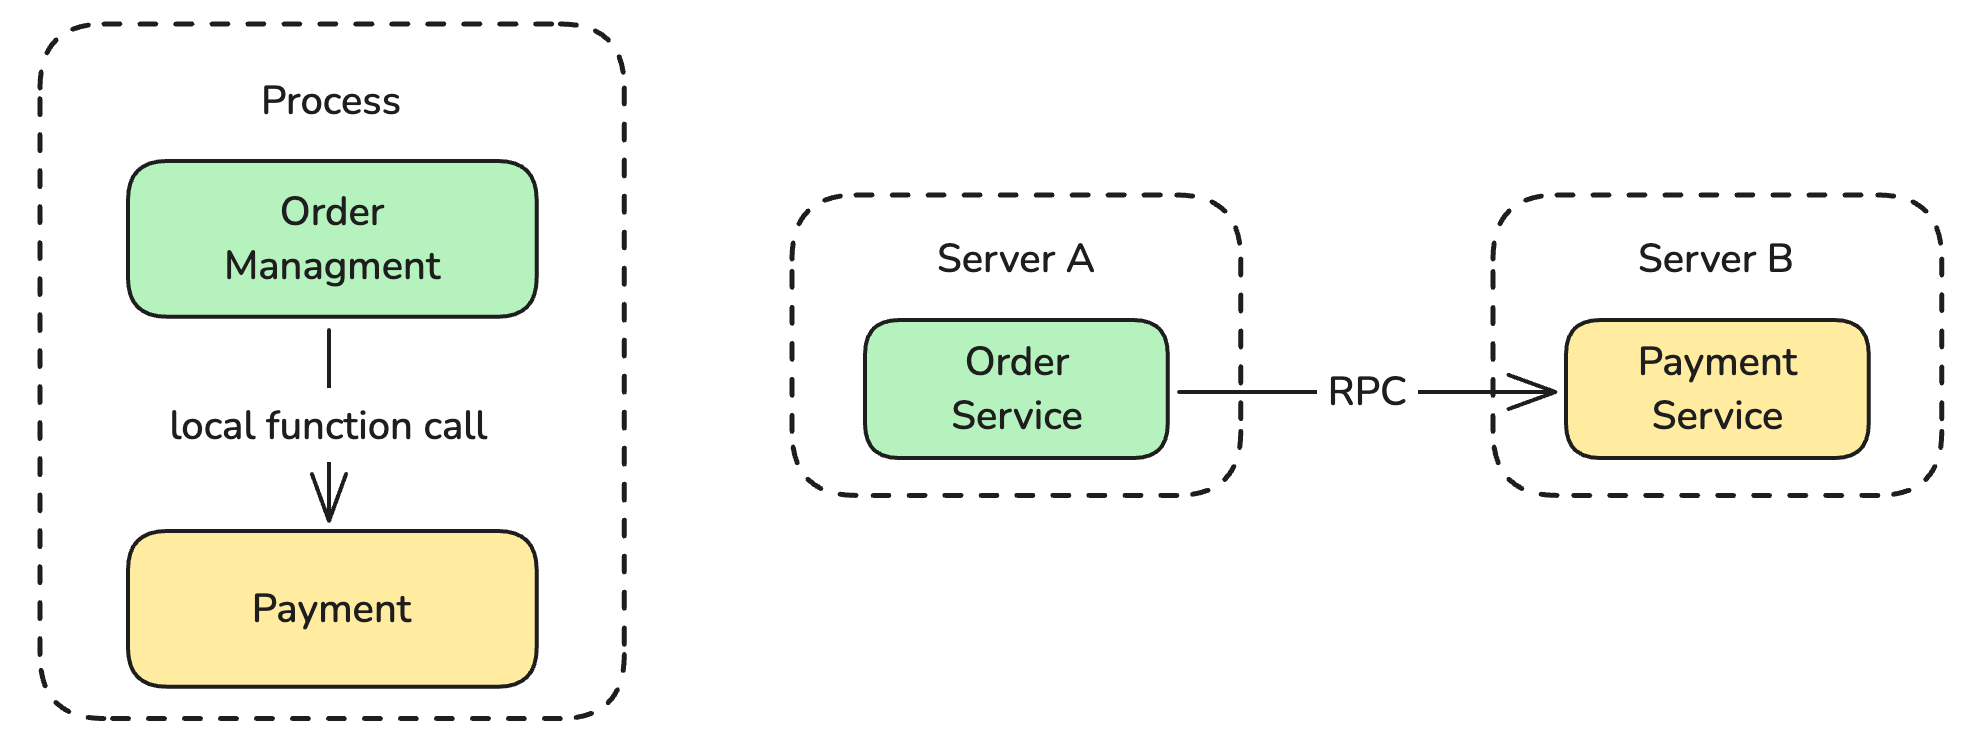 Process
Order
Managment
local function call
Payment
Server A
Order
Service
RPC
Server B
Payment
Service